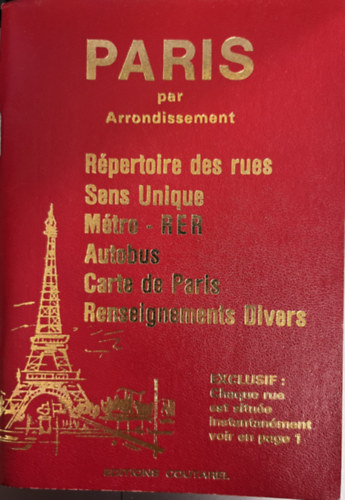 PARIS
par
Arrondissement
Répertoire des rues
Sens Unique
Métro - RER
Autobus
Carte de Paris
Renseignements Divers
EXCLUSIF :
Chaque rue
est située
instantanément
voir en page 1
EDITIONS